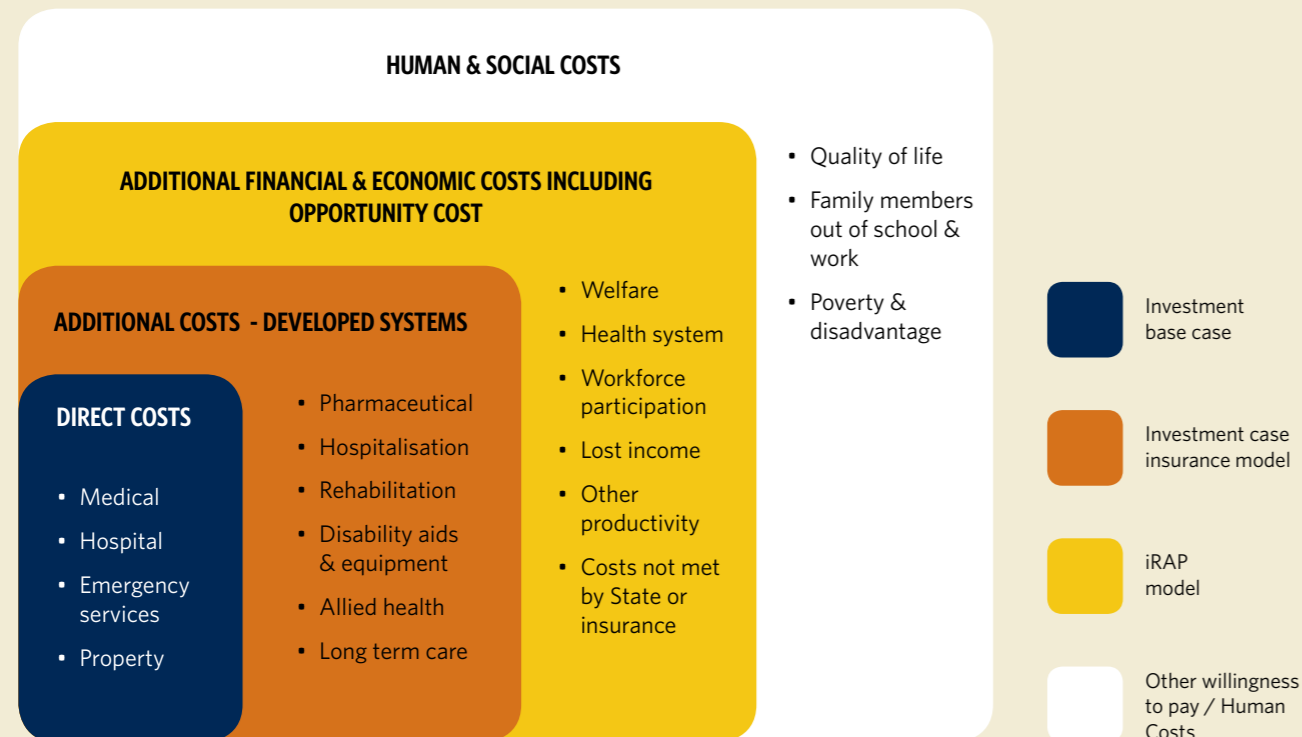 HUMAN & SOCIAL COSTS
ADDITIONAL FINANCIAL & ECONOMIC COSTS INCLUDING
OPPORTUNITY COST
ADDITIONAL COSTS - DEVELOPED SYSTEMS
DIRECT COSTS
• Medical
• Hospital
• Emergency
services
• Property
• Pharmaceutical
• Hospitalisation
• Rehabilitation
• Disability aids
& equipment
• Allied health
• Long term care
• Welfare
• Health system
• Workforce
participation
• Lost income
• Other
productivity
• Costs not met
by State or
insurance
• Quality of life
• Family members
out of school &
work
• Poverty &
disadvantage
Investment
base case
Investment case
insurance model
iRAP
model
Other willingness
to pay / Human
Costs